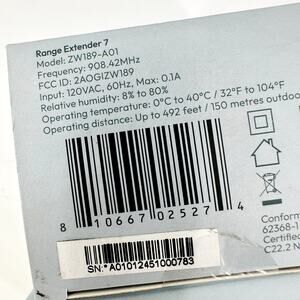 Range Extender 7
Model: ZW189-A01
Frequency: 908.42MHz
FCC ID: 2AOGIZW189
Input: 120VAC, 60Hz, Max: 0.1A
Relative humidity: 8% to 80%
Operating temperature: 0°C to 40°C / 32°F to 104°F
Operating distance: Up to 492 feet / 150 metres outdoo
8 10667 02527 4
Conform
62368-1
Certified
C22.2 N
SN:*A01012451000783